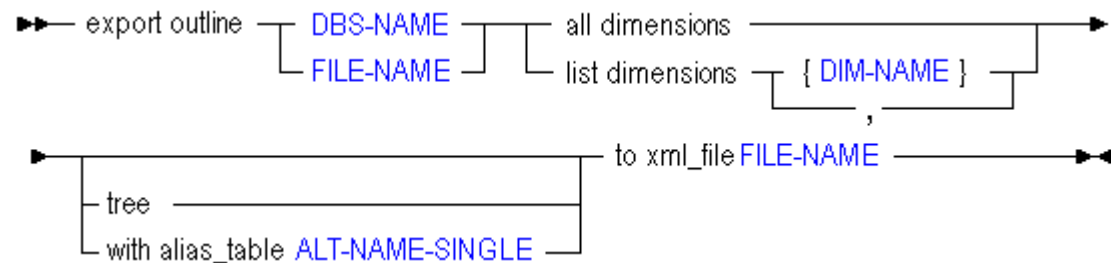 export outline DBS-NAME all dimensions
FILE-NAME list dimensions { DIM-NAME }
,
to xml_file FILE-NAME
tree
with alias_table ALT-NAME-SINGLE